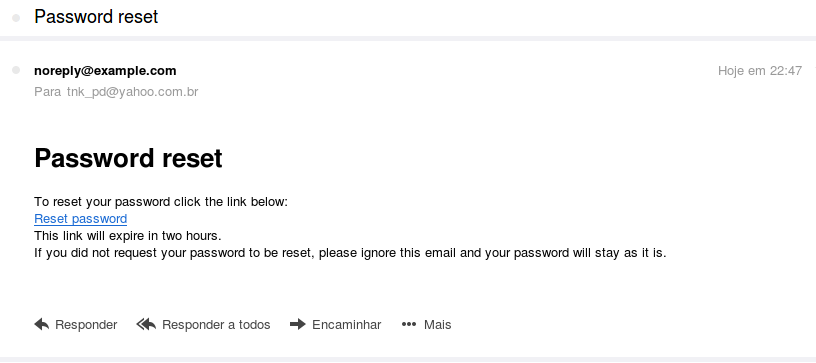 Password reset
noreply@example.com
Hoje em 22:47
Para tnk_pd@yahoo.com.br
Password reset
To reset your password click the link below:
Reset password
This link will expire in two hours.
If you did not request your password to be reset, please ignore this email and your password will stay as it is.
Responder Responder a todos Encaminhar Mais